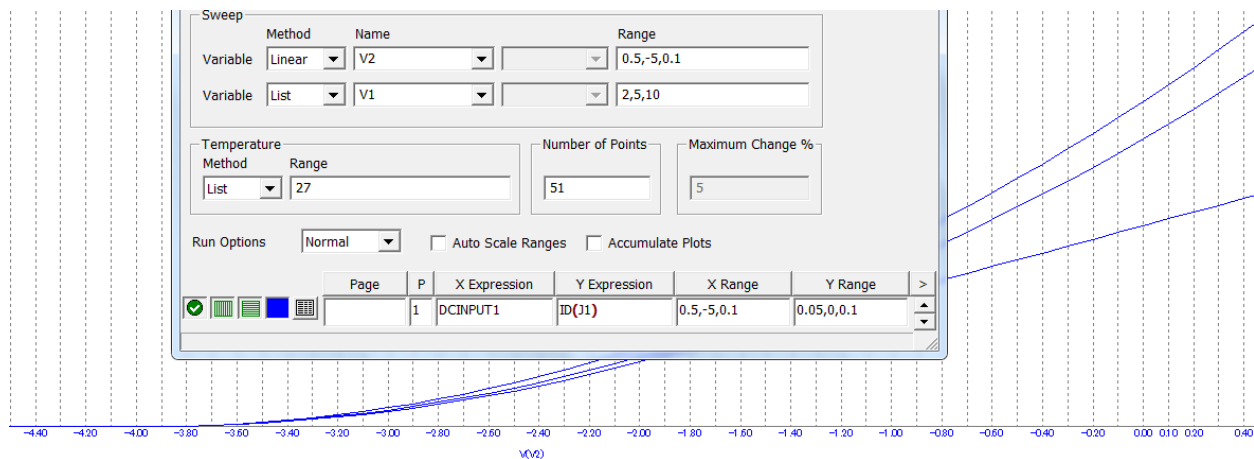 Sweep
Method Name Range
Variable Linear V2 0.5,-5,0.1
Variable List V1 2,5,10
Temperature Number of Points Maximum Change %
Method Range
List 27 51 5
Run Options Normal Auto Scale Ranges Accumulate Plots
Page P X Expression Y Expression X Range Y Range >
1 DCINPUT1 ID(J1) 0.5,-5,0.1 0.05,0,0.1
-4.40 -4.20 -4.00 -3.80 -3.60 -3.40 -3.20 -3.00 -2.80 -2.60 -2.40 -2.20 -2.00 -1.80 -1.60 -1.40 -1.20 -1.00 -0.80 -0.60 -0.40 -0.20 0.00 0.10 0.20 0.40
V(V2)